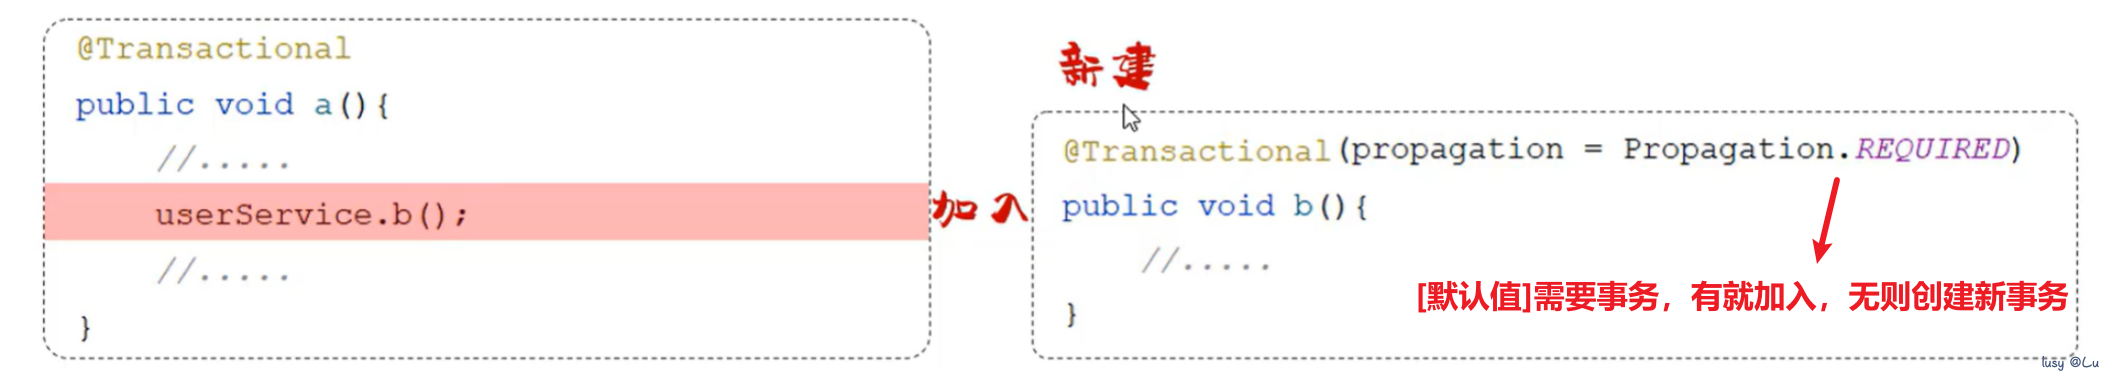 @Transactional
public void a(){
//.....
userService.b();
//.....
}
加入
新建
@Transactional(propagation = Propagation.REQUIRED)
public void b(){
//.....
}
[默认值]需要事务，有就加入，无则创建新事务
lusy @Lu